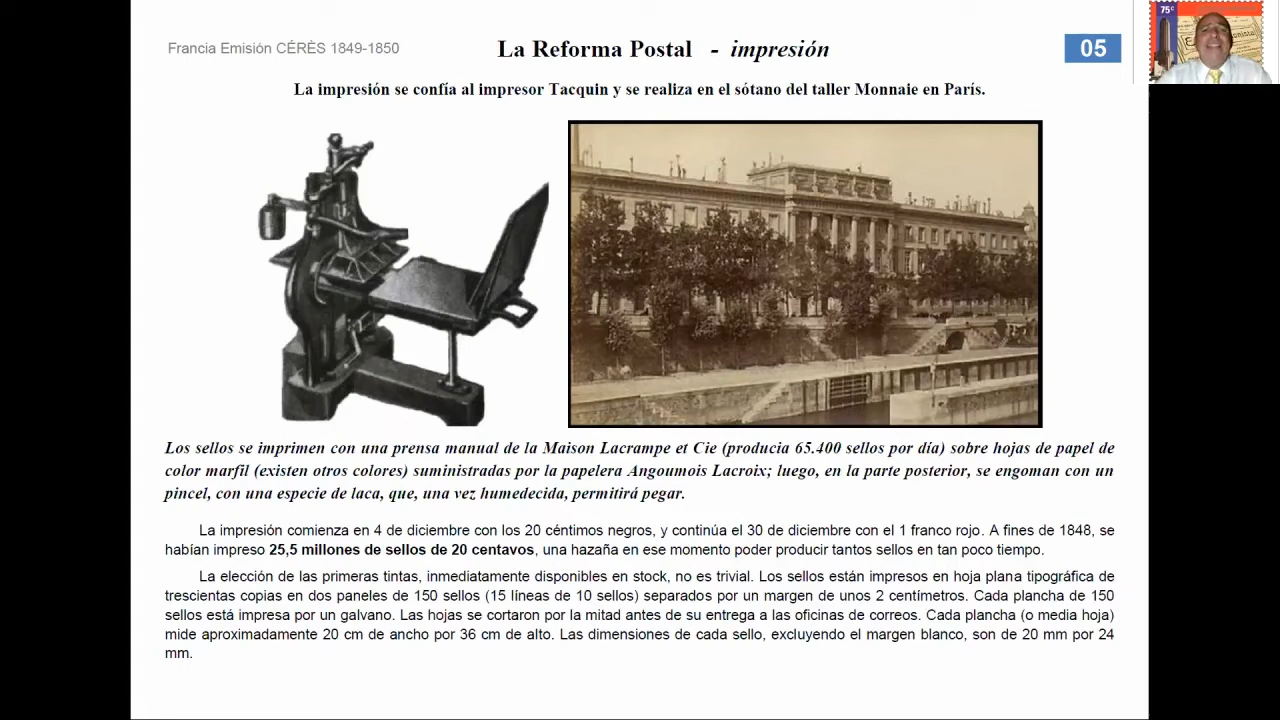 Francia Emisión CÉRÈS 1849-1850
La Reforma Postal - impresión
05
75c
La impresión se confía al impresor Tacquin y se realiza en el sótano del taller Monnaie en París.
Los sellos se imprimen con una prensa manual de la Maison Lacrampe et Cie (producia 65.400 sellos por día) sobre hojas de papel de
color marfil (existen otros colores) suministradas por la papelera Angoumois Lacroix; luego, en la parte posterior, se engoman con un
pincel, con una especie de laca, que, una vez humedecida, permitirá pegar.
La impresión comienza en 4 de diciembre con los 20 céntimos negros, y continúa el 30 de diciembre con el 1 franco rojo. A fines de 1848, se
habían impreso 25,5 millones de sellos de 20 centavos, una hazaña en ese momento poder producir tantos sellos en tan poco tiempo.
La elección de las primeras tintas, inmediatamente disponibles en stock, no es trivial. Los sellos están impresos en hoja plana tipográfica de
trescientas copias en dos paneles de 150 sellos (15 líneas de 10 sellos) separados por un margen de unos 2 centímetros. Cada plancha de 150
sellos está impresa por un galvano. Las hojas se cortaron por la mitad antes de su entrega a las oficinas de correos. Cada plancha (o media hoja)
mide aproximadamente 20 cm de ancho por 36 cm de alto. Las dimensiones de cada sello, excluyendo el margen blanco, son de 20 mm por 24
mm.